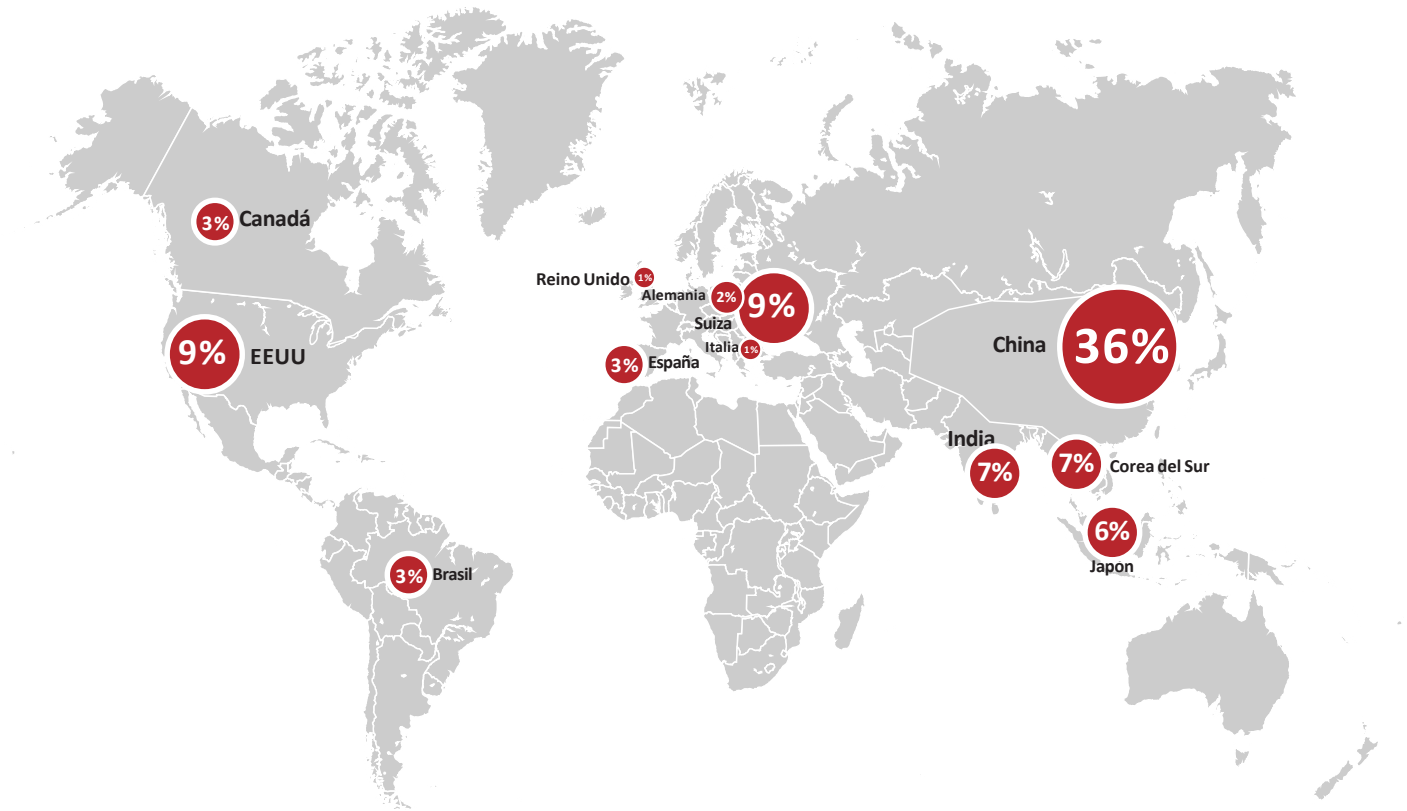 3% Canadá
9% EEUU
3% Brasil
Reino Unido 1%
Alemania 2%
Suiza 9%
Italia 1%
3% España
China 36%
India
7%
7% Corea del Sur
6%
Japon